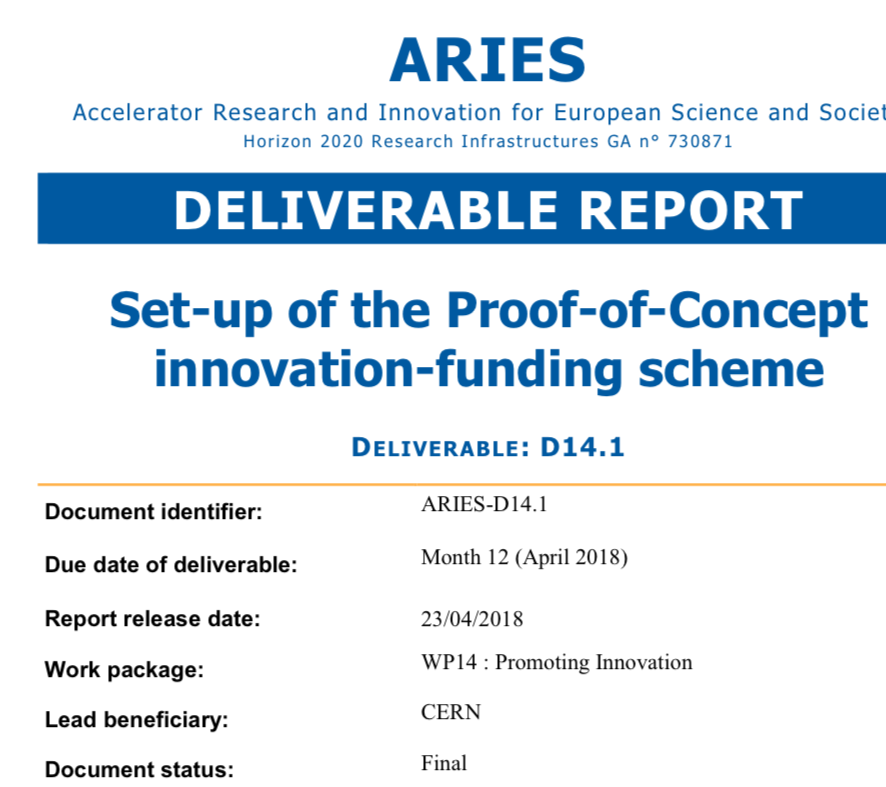 ARIES
Accelerator Research and Innovation for European Science and Societ
Horizon 2020 Research Infrastructures GA n° 730871
DELIVERABLE REPORT
Set-up of the Proof-of-Concept
innovation-funding scheme
DELIVERABLE: D14.1
Document identifier: ARIES-D14.1
Due date of deliverable: Month 12 (April 2018)
Report release date: 23/04/2018
Work package: WP14 : Promoting Innovation
Lead beneficiary: CERN
Document status: Final